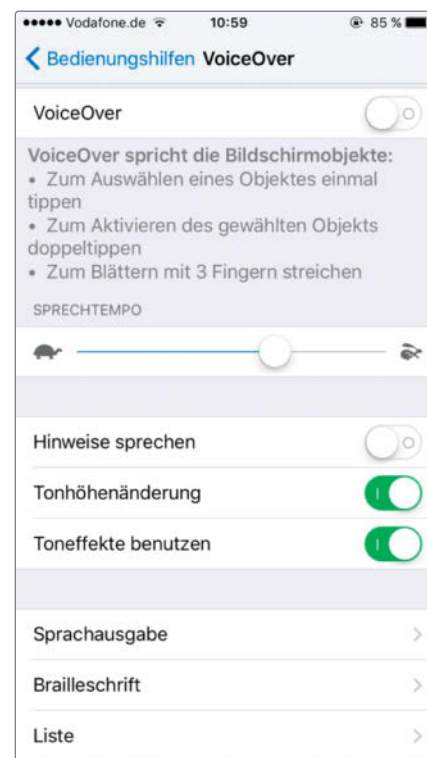 Vodafone.de 10:59 85 %
Bedienungshilfen VoiceOver
VoiceOver
VoiceOver spricht die Bildschirmobjekte:
• Zum Auswählen eines Objektes einmal
tippen
• Zum Aktivieren des gewählten Objekts
doppeltippen
• Zum Blättern mit 3 Fingern streichen
SPRECHTEMPO
Hinweise sprechen
Tonhöhenänderung
Toneffekte benutzen
Sprachausgabe
Brailleschrift
Liste